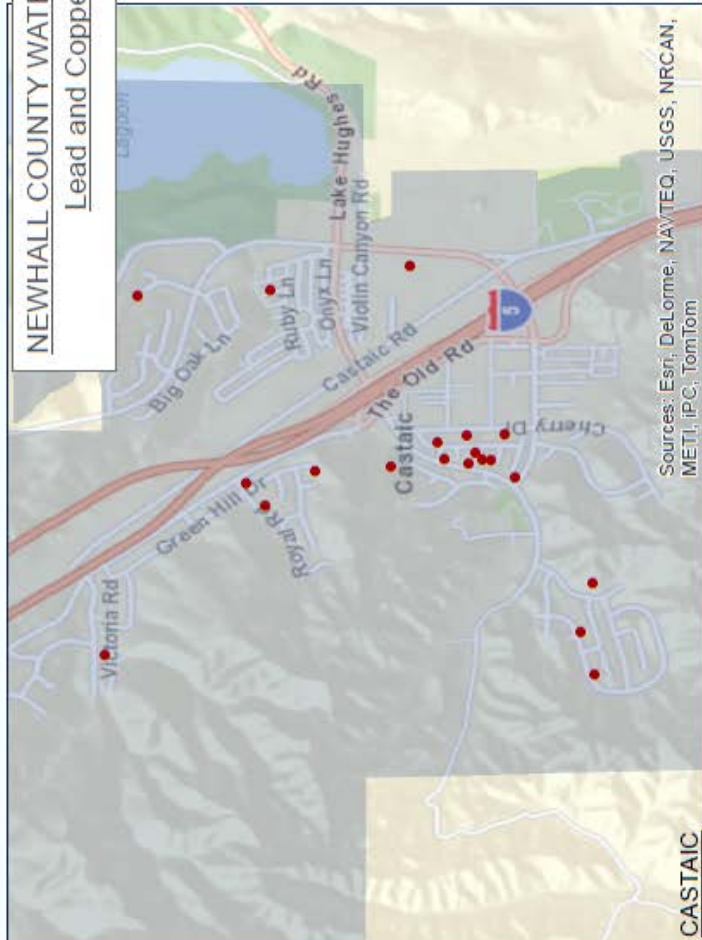 NEWHALL COUNTY WATE
Lead and Coppe
Lagoon
Lake Hughes Rd
Big Oak Ln
Ruby Ln
Onyx Ln
Violin Canyon Rd
Castaic Rd
The Old Rd
5
Green Hill Dr
Royal Rd
Victoria Rd
Castaic
Cherry Dr
CASTAIC
Sources: Esri, DeLorme, NAVTEQ, USGS, NRCAN,
METI, iPC, TomTom